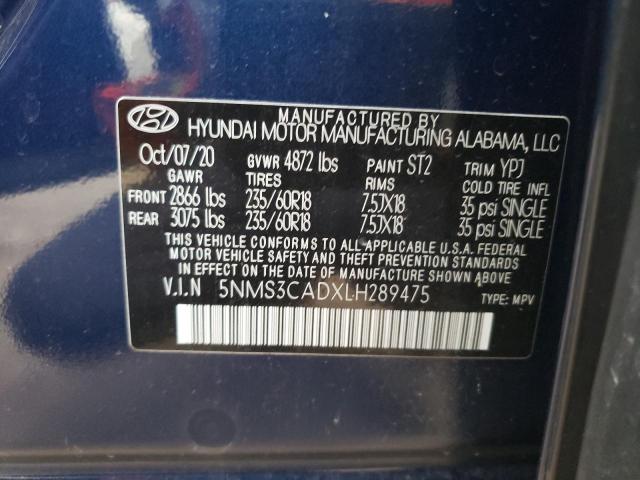 MANUFACTURED BY
HYUNDAI MOTOR MANUFACTURING ALABAMA, LLC
Oct/07/20 GVWR 4872 lbs PAINT ST2 TRIM YPJ
GAWR TIRES RIMS COLD TIRE INFL
FRONT 2866 lbs 235/60R18 7.5JX18 35 psi SINGLE
REAR 3075 lbs 235/60R18 7.5JX18 35 psi SINGLE
THIS VEHICLE CONFORMS TO ALL APPLICABLE U.S.A. FEDERAL
MOTOR VEHICLE SAFETY AND THEFT PREVENTION STANDARDS
IN EFFECT ON THE DATE OF MANUFACTURE SHOWN ABOVE.
V.I.N 5NMS3CADXLH289475 TYPE: MPV